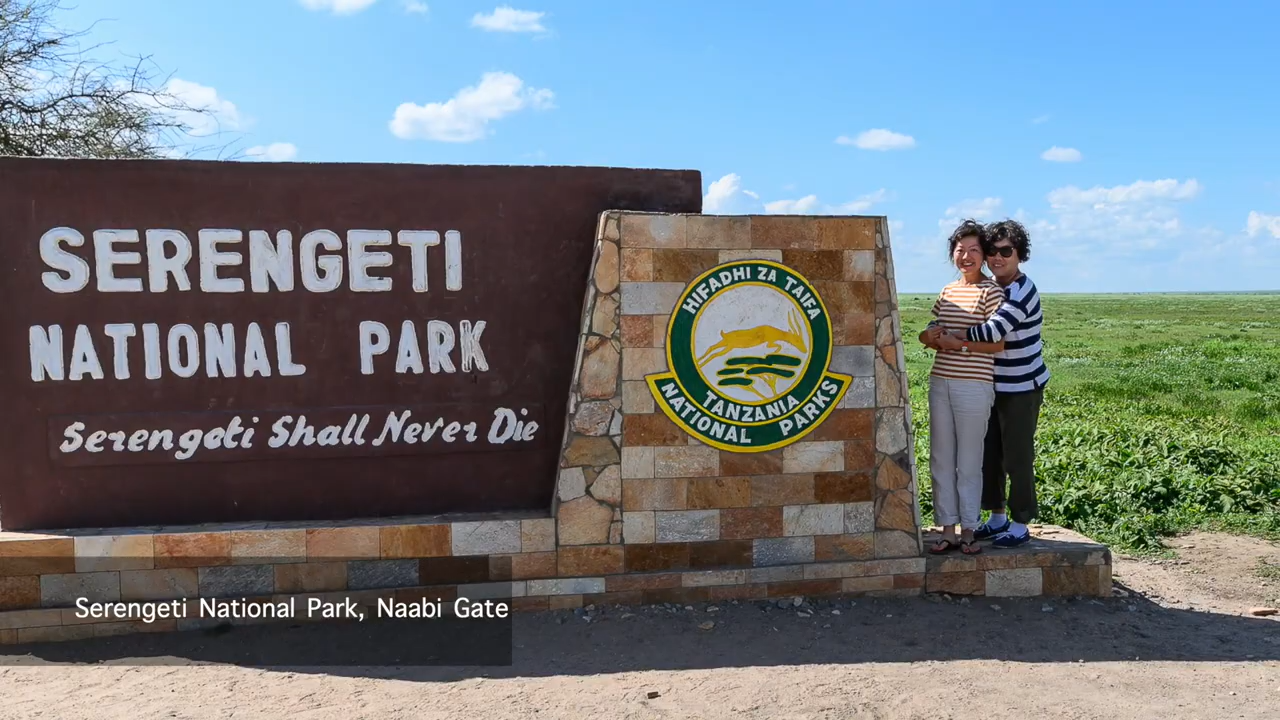 SERENGETI
NATIONAL PARK
Serengeti Shall Never Die
HIFADHI ZA TAIFA
TANZANIA
NATIONAL PARKS
Serengeti National Park, Naabi Gate